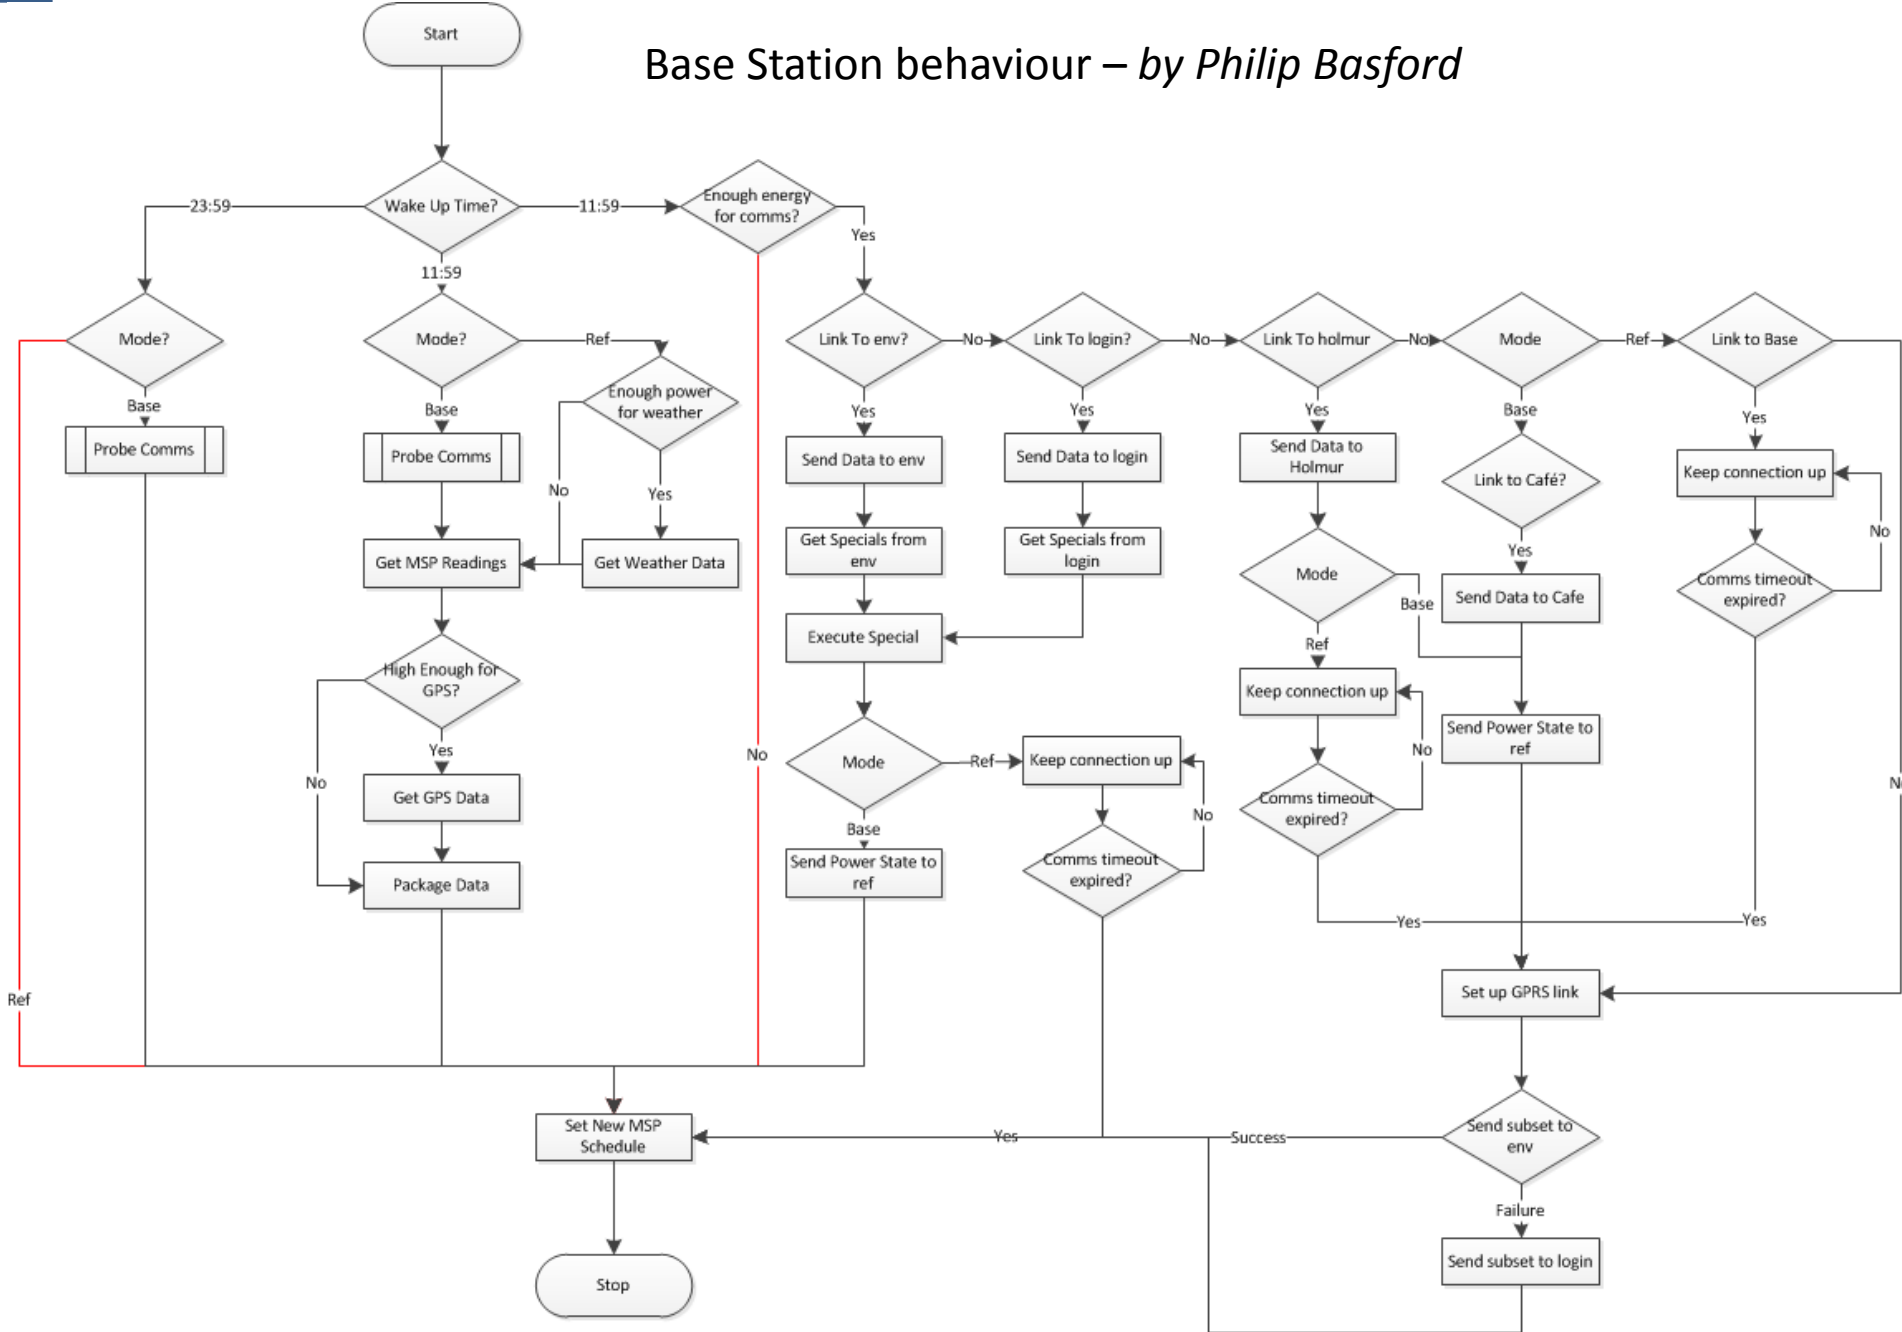 Start
Base Station behaviour – by Philip Basford
Wake Up Time?
23:59
11:59
Enough energy
for comms?
Yes
11:59
Mode?
Mode?
Ref
Link To env?
No
Link To login?
No
Link To holmur
No
Mode
Ref
Link to Base
Base
Probe Comms
Base
Probe Comms
Enough power
for weather
No
Yes
Get MSP Readings
Get Weather Data
Yes
Send Data to env
Yes
Send Data to login
Yes
Send Data to
Holmur
Base
Link to Café?
Yes
Keep connection up
No
Comms timeout
expired?
Get Specials from
env
Get Specials from
login
Mode
Base
Yes
Send Data to Cafe
Execute Special
Ref
Keep connection up
No
Comms timeout
expired?
Send Power State to
ref
High Enough for
GPS?
No
Yes
Get GPS Data
Package Data
No
Mode
Ref
Keep connection up
No
Comms timeout
expired?
Base
Send Power State to
ref
Yes
Yes
N
Ref
Set up GPRS link
Set New MSP
Schedule
Yes
Success
Send subset to
env
Failure
Send subset to login
Stop